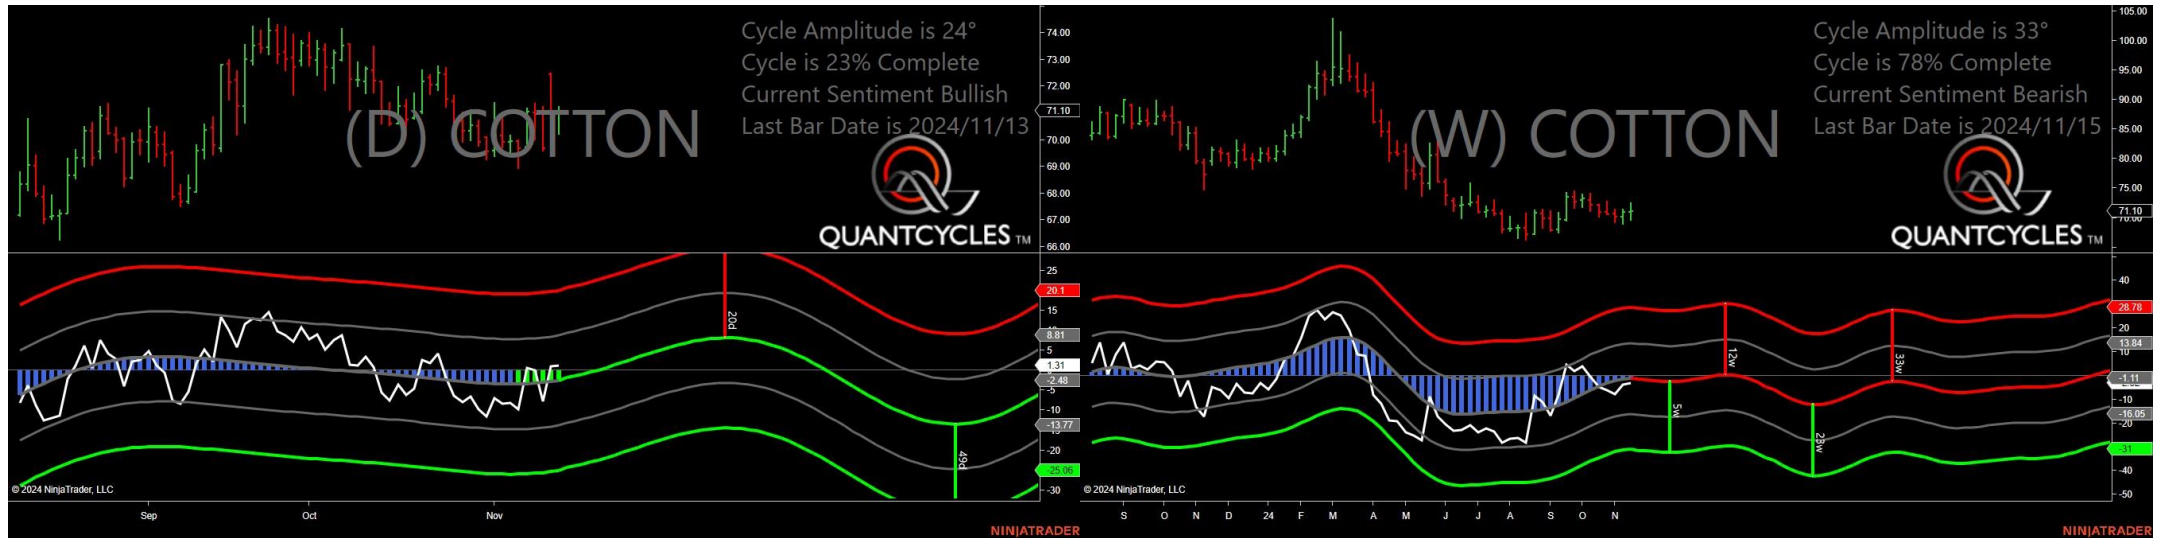 Cycle Amplitude is 24°
Cycle is 23% Complete
Current Sentiment Bullish
Last Bar Date is 2024/11/13
(D) COTTON
QUANTCYCLES TM
74.00
73.00
72.00
71.10
70.00
69.00
68.00
67.00
66.00
25
20.1
15
8.81
5
1.31
-2.48
-5
-10
-13.77
-20
-25.06
-30
20d
49d
© 2024 NinjaTrader, LLC
Sep
Oct
Nov
NINJATRADER
Cycle Amplitude is 33°
Cycle is 78% Complete
Current Sentiment Bearish
Last Bar Date is 2024/11/15
(W) COTTON
QUANTCYCLES TM
105.00
100.00
95.00
90.00
85.00
80.00
75.00
71.10
40
28.78
20
13.84
10
-1.11
-10
-16.05
-20
-31
-40
-50
12w
33w
5w
23w
© 2024 NinjaTrader, LLC
S O N D 24 F M A M J J A S O N
NINJATRADER